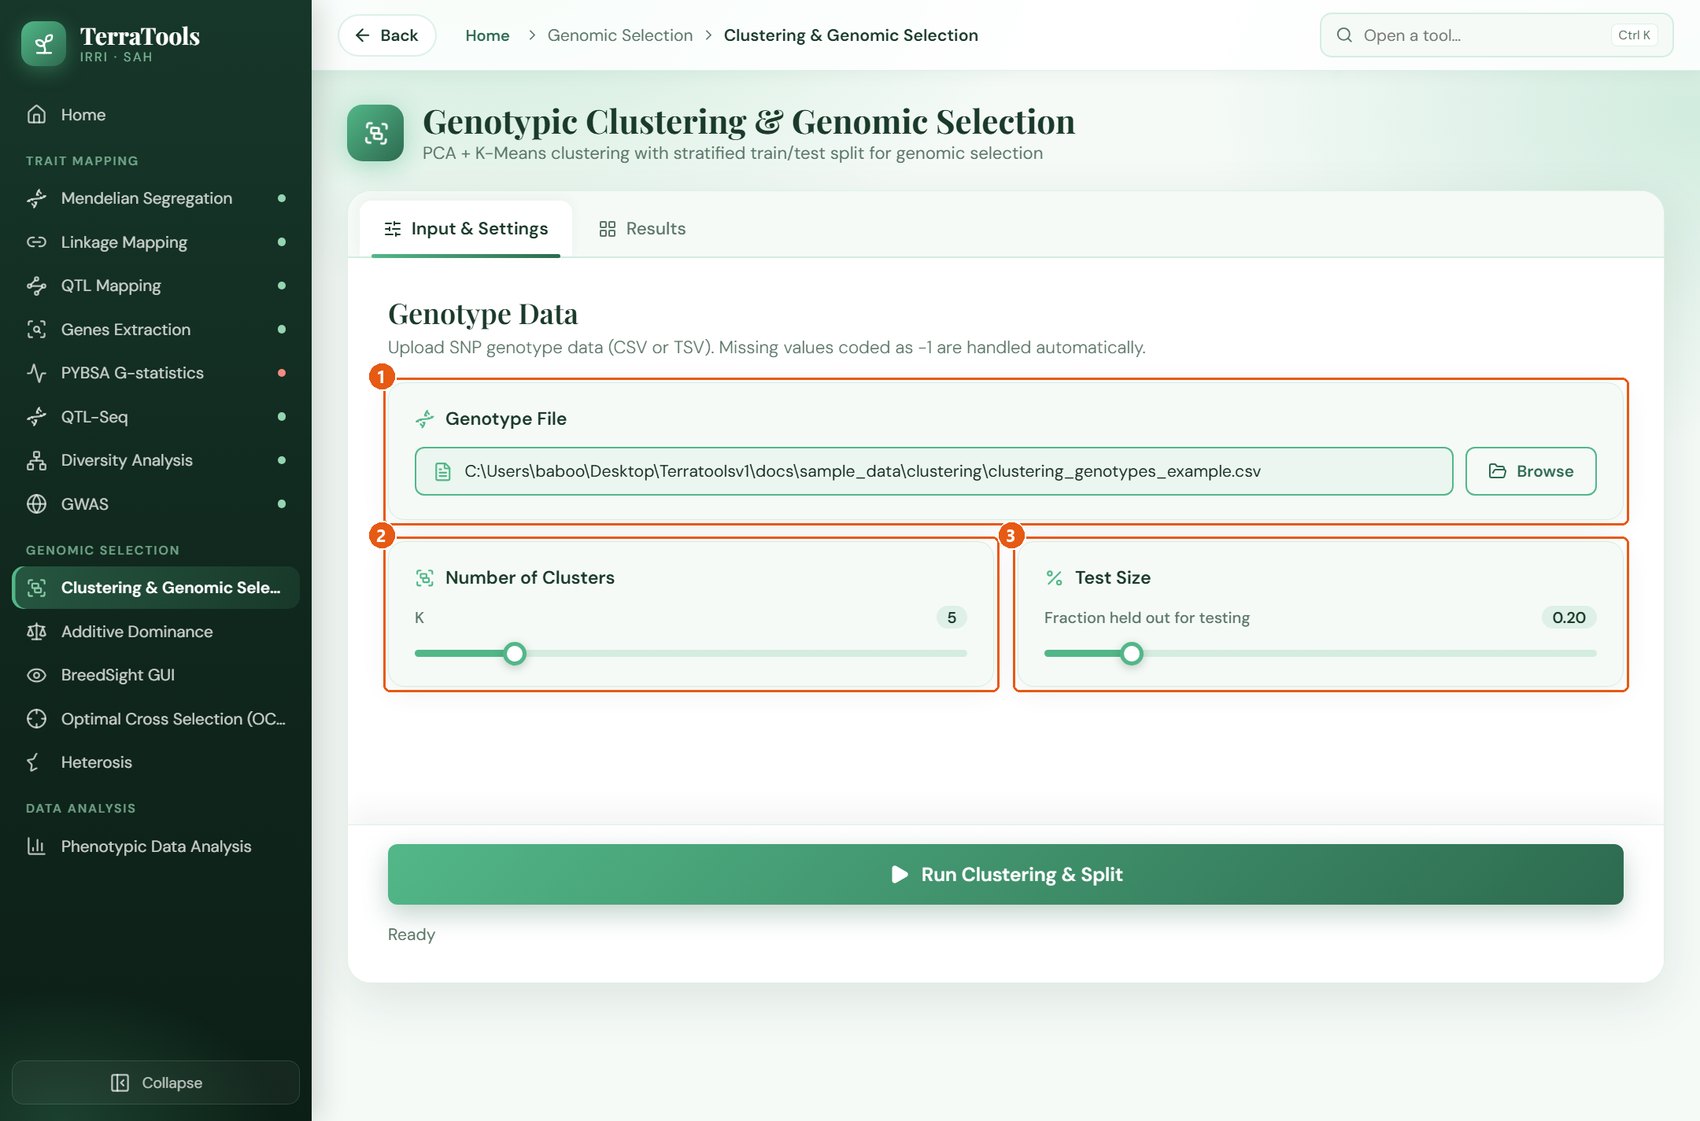 TerraTools
IRRI · SAH
Home
TRAIT MAPPING
Mendelian Segregation
Linkage Mapping
QTL Mapping
Genes Extraction
PYBSA G-statistics
QTL-Seq
Diversity Analysis
GWAS
GENOMIC SELECTION
Clustering & Genomic Sele...
Additive Dominance
BreedSight GUI
Optimal Cross Selection (OC...
Heterosis
DATA ANALYSIS
Phenotypic Data Analysis
Collapse
Back
Home > Genomic Selection > Clustering & Genomic Selection
Open a tool...
Ctrl K
Genotypic Clustering & Genomic Selection
PCA + K-Means clustering with stratified train/test split for genomic selection
Input & Settings
Results
Genotype Data
Upload SNP genotype data (CSV or TSV). Missing values coded as -1 are handled automatically.
1
Genotype File
C:\Users\baboo\Desktop\Terratoolsv1\docs\sample_data\clustering\clustering_genotypes_example.csv
Browse
2
Number of Clusters
K
5
3
Test Size
Fraction held out for testing
0.20
Run Clustering & Split
Ready